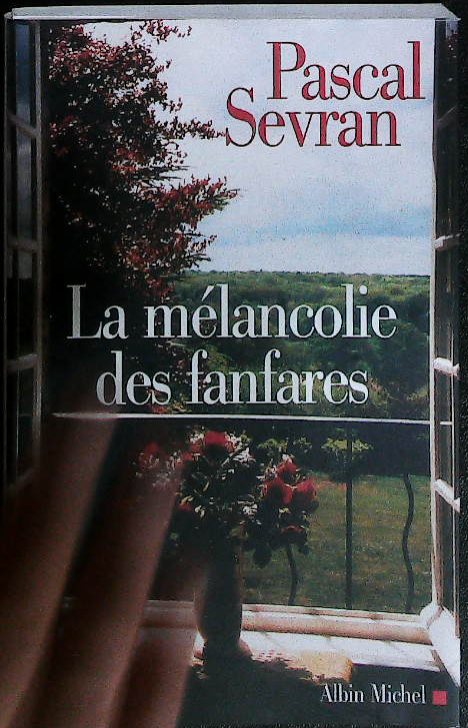 Pascal
Sevran
La mélancolie
des fanfares
Albin Michel